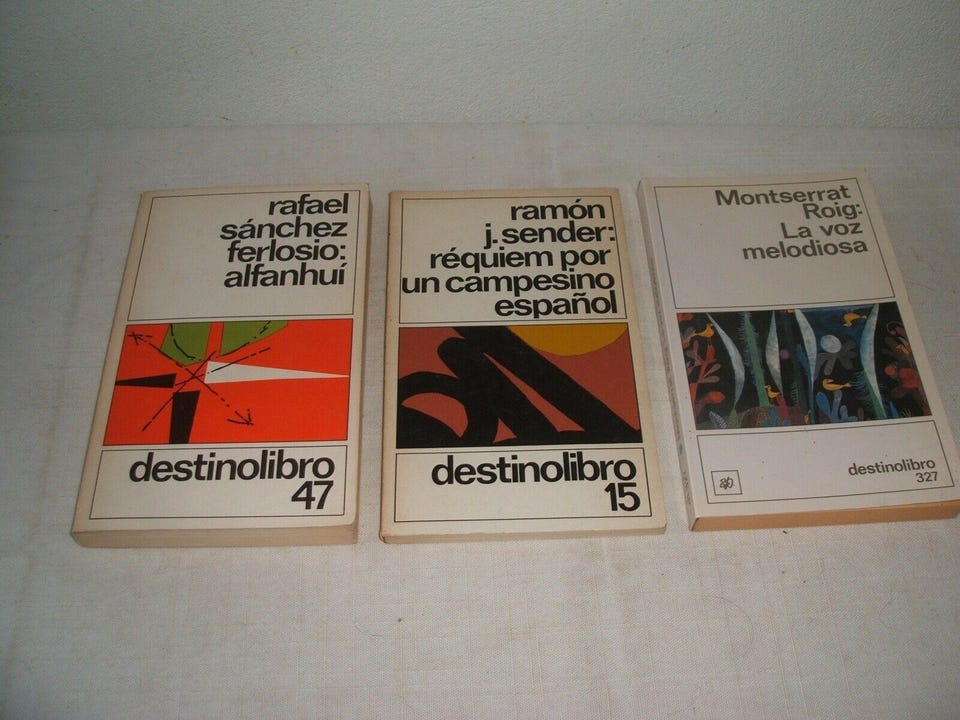 rafael
sánchez
ferlosio:
alfanhuí
destinolibro
47
ramón
j. sender:
réquiem por
un campesino
español
destinolibro
15
Montserrat
Roig:
La voz
melodiosa
destinolibro
327